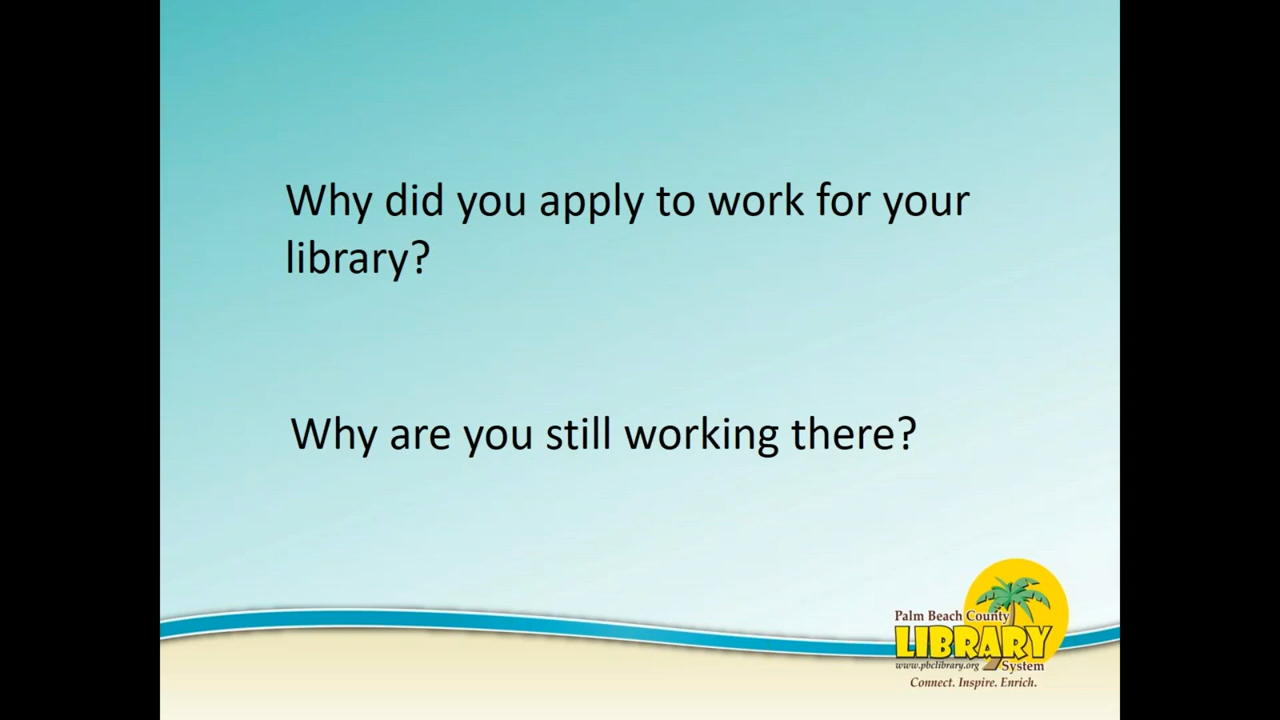 Why did you apply to work for your
library?
Why are you still working there?
Palm Beach County
LIBRARY
www.pbclibrary.org System
Connect. Inspire. Enrich.